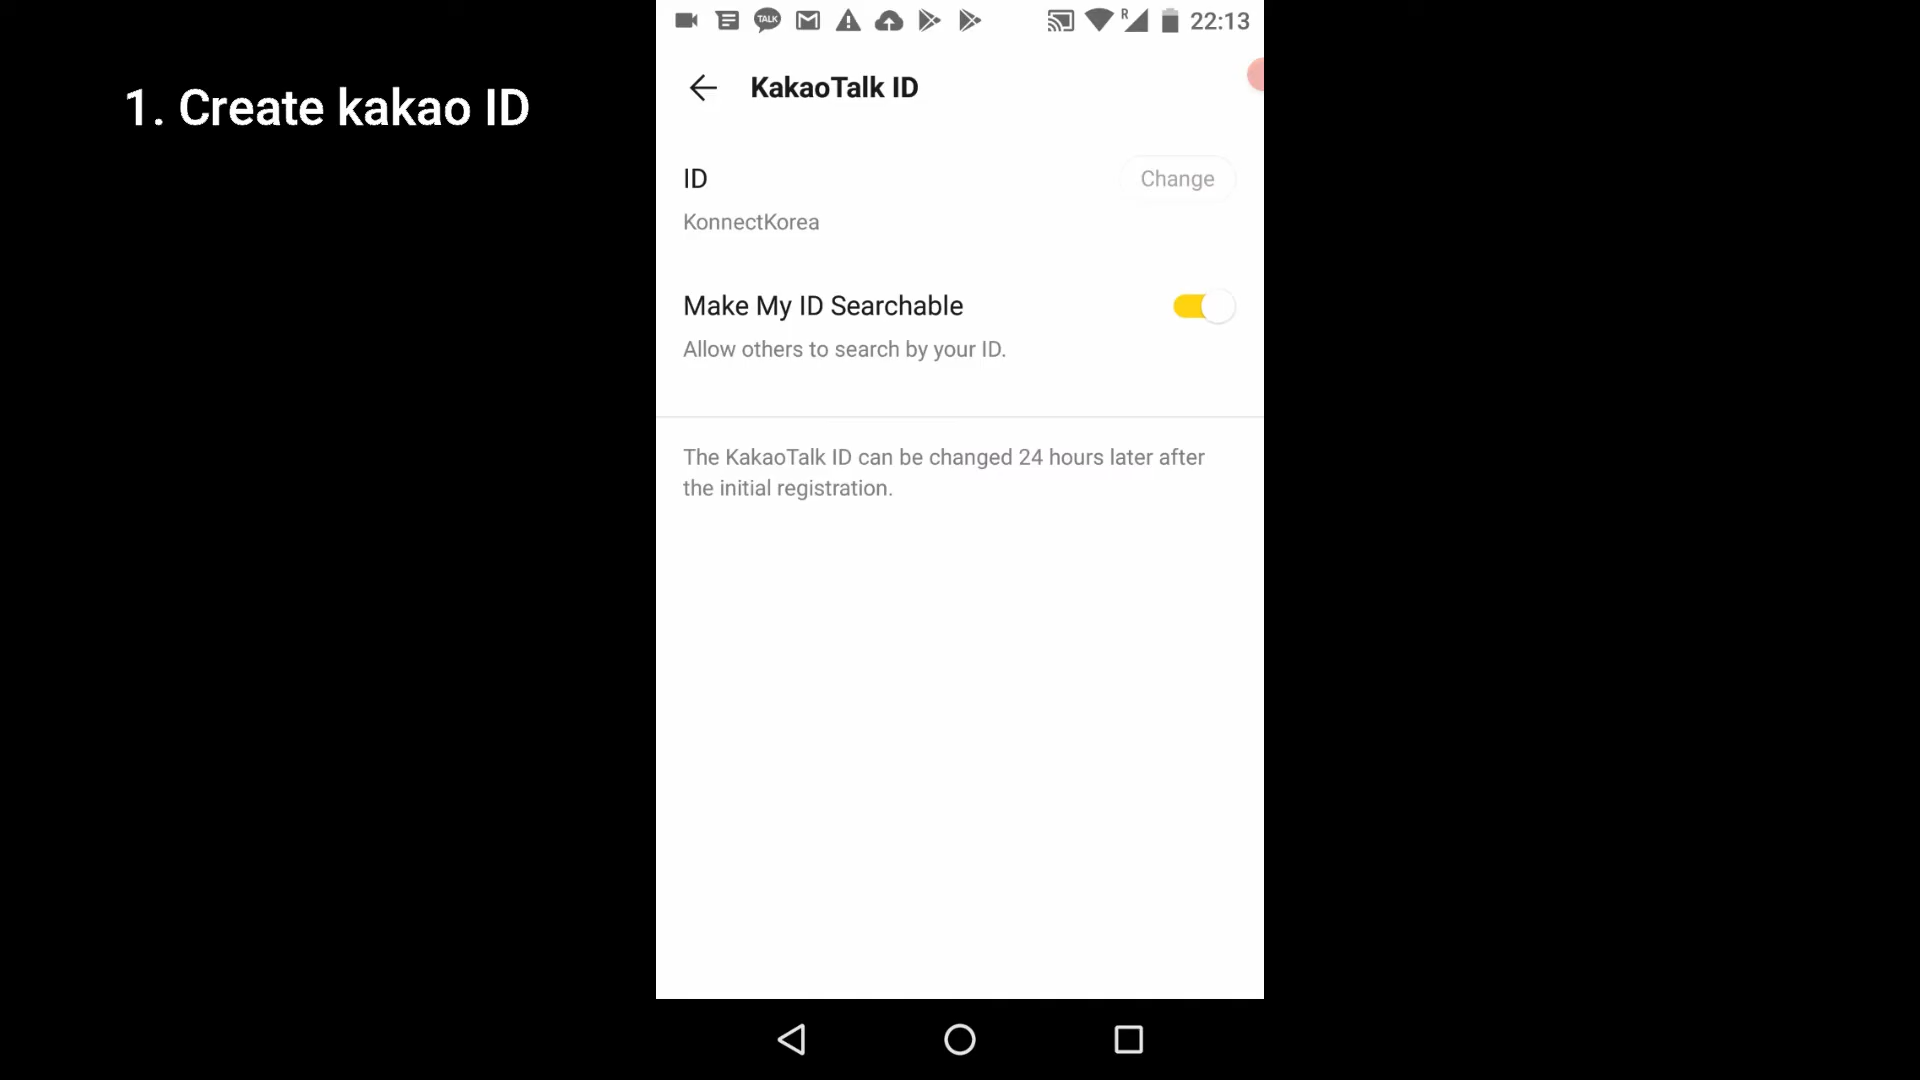 1. Create kakao ID
TALK
R
22:13
KakaoTalk ID
ID
Change
KonnectKorea
Make My ID Searchable
Allow others to search by your ID.
The KakaoTalk ID can be changed 24 hours later after
the initial registration.